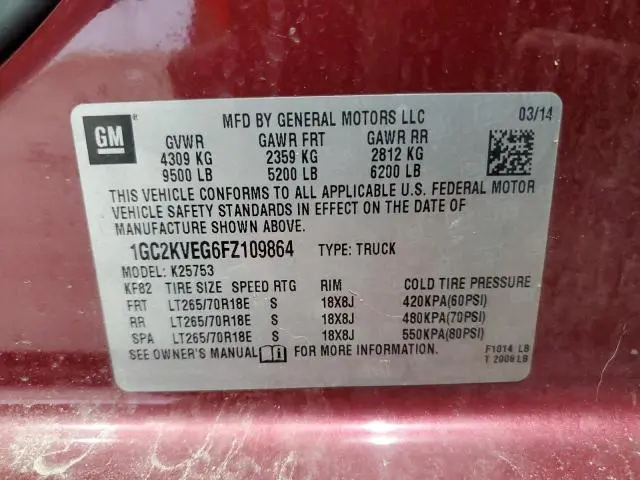 GM
MFD BY GENERAL MOTORS LLC 03/14
GVWR GAWR FRT GAWR RR
4309 KG 2359 KG 2812 KG
9500 LB 5200 LB 6200 LB
THIS VEHICLE CONFORMS TO ALL APPLICABLE U.S. FEDERAL MOTOR
VEHICLE SAFETY STANDARDS IN EFFECT ON THE DATE OF
MANUFACTURE SHOWN ABOVE.
1GC2KVEG6FZ109864 TYPE: TRUCK
MODEL: K25753
KF82 TIRE SIZE SPEED RTG RIM COLD TIRE PRESSURE
FRT LT265/70R18E S 18X8J 420KPA(60PSI)
RR LT265/70R18E S 18X8J 480KPA(70PSI)
SPA LT265/70R18E S 18X8J 550KPA(80PSI)
SEE OWNER'S MANUAL FOR MORE INFORMATION F1014 LB
T 2006 LB